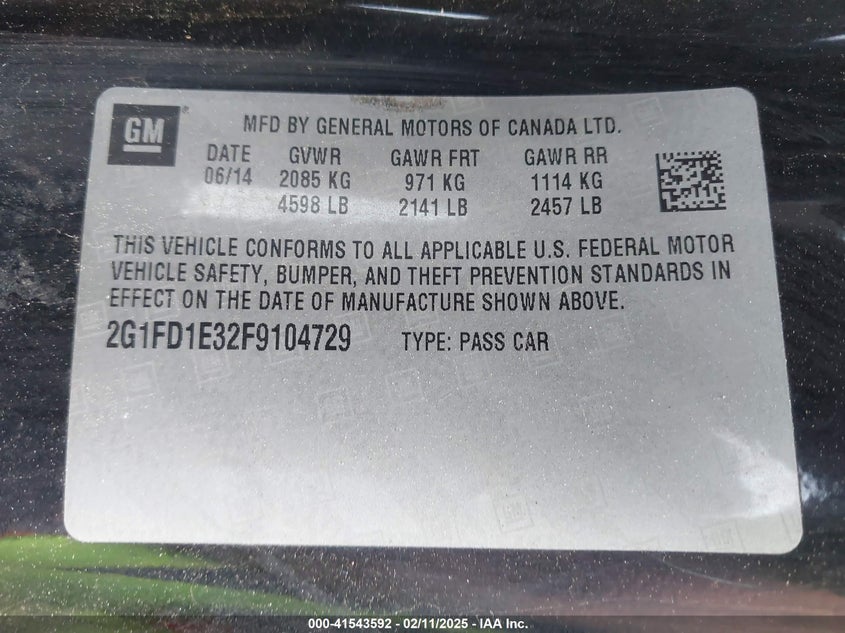 GM ®
MFD BY GENERAL MOTORS OF CANADA LTD.
DATE GVWR GAWR FRT GAWR RR
06/14 2085 KG 971 KG 1114 KG
4598 LB 2141 LB 2457 LB
THIS VEHICLE CONFORMS TO ALL APPLICABLE U.S. FEDERAL MOTOR
VEHICLE SAFETY, BUMPER, AND THEFT PREVENTION STANDARDS IN
EFFECT ON THE DATE OF MANUFACTURE SHOWN ABOVE.
2G1FD1E32F9104729 TYPE: PASS CAR
000-41543592 - 02/11/2025 - IAA Inc.